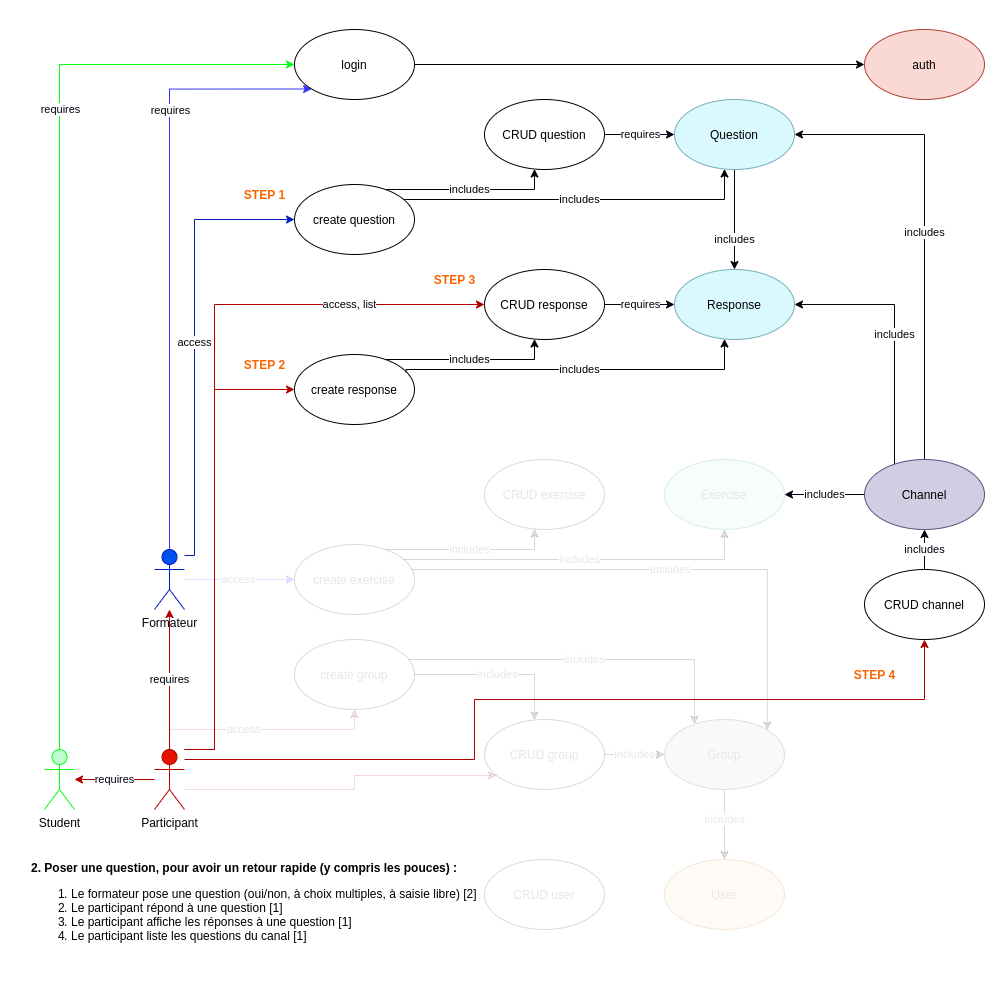 login
auth
requires
requires
CRUD question
requires
Question
STEP 1
includes
includes
create question
includes
includes
STEP 3
access, list
CRUD response
requires
Response
includes
access
STEP 2
includes
includes
create response
CRUD exercise
Exercise
includes
Channel
includes
includes
includes
includes
access
create exercise
CRUD channel
Formateur
includes
requires
create group
includes
STEP 4
access
CRUD group
includes
Group
requires
Student
Participant
includes
2. Poser une question, pour avoir un retour rapide (y compris les pouces) :
1. Le formateur pose une question (oui/non, à choix multiples, à saisie libre) [2]
2. Le participant répond à une question [1]
3. Le participant affiche les réponses à une question [1]
4. Le participant liste les questions du canal [1]
CRUD user
User